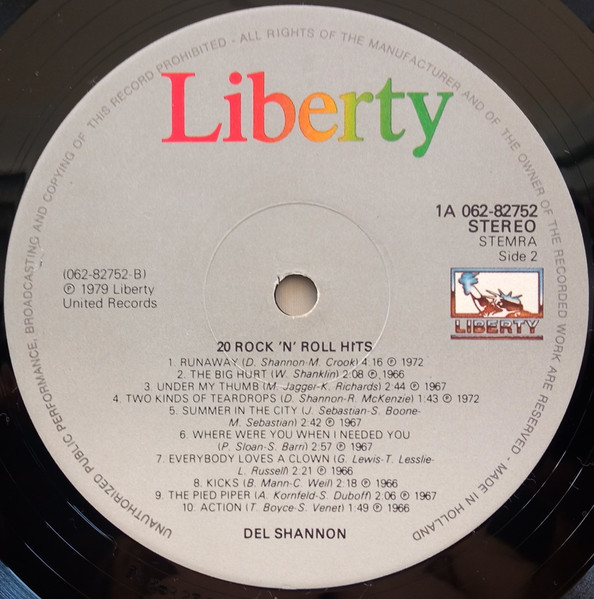 UNAUTHORIZED PUBLIC PERFORMANCE, BROADCASTING AND COPYING OF THIS RECORD PROHIBITED - ALL RIGHTS OF THE MANUFACTURER AND OF THE OWNER OF THE RECORDED WORK ARE RESERVED - MADE IN HOLLAND
Liberty
1A 062-82752
STEREO
STEMRA
Side 2
(062-82752-B)
℗ 1979 Liberty
United Records
LIBERTY
20 ROCK 'N' ROLL HITS
1. RUNAWAY (D. Shannon-M. Crook) 4:16 ℗ 1972
2. THE BIG HURT (W. Shanklin) 2:08 ℗ 1966
3. UNDER MY THUMB (M. Jagger-K. Richards) 2:44 ℗ 1967
4. TWO KINDS OF TEARDROPS (D. Shannon-R. McKenzie) 1:43 ℗ 1972
5. SUMMER IN THE CITY (J. Sebastian-S. Boone-
M. Sebastian) 2:42 ℗ 1967
6. WHERE WERE YOU WHEN I NEEDED YOU
(P. Sloan-S. Barri) 2:57 ℗ 1967
7. EVERYBODY LOVES A CLOWN (G. Lewis-T. Lesslie-
L. Russell) 2:21 ℗ 1966
8. KICKS (B. Mann-C. Weil) 2:18 ℗ 1966
9. THE PIED PIPER (A. Kornfeld-S. Duboff) 2:06 ℗ 1967
10. ACTION (T. Boyce-S. Venet) 1:49 ℗ 1966
DEL SHANNON